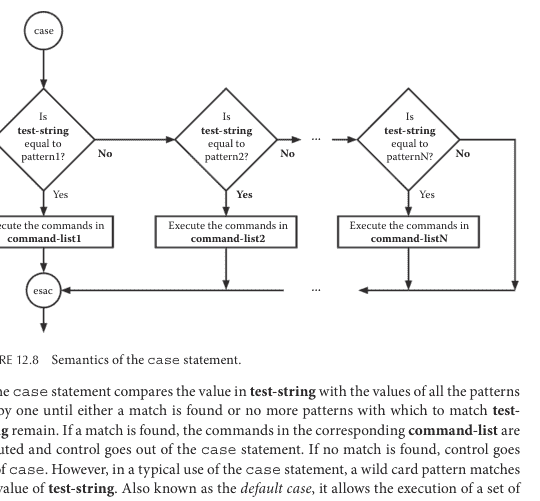 case
Is
test-string
equal to
pattern1?
No
Is
test-string
equal to
pattern2?
No
...
Is
test-string
equal to
patternN?
No
Yes
Yes
Yes
ecute the commands in
command-list1
Execute the commands in
command-list2
Execute the commands in
command-listN
esac
...
RE 12.8 Semantics of the case statement.
he case statement compares the value in test-string with the values of all the patterns
by one until either a match is found or no more patterns with which to match test-
g remain. If a match is found, the commands in the corresponding command-list are
uted and control goes out of the case statement. If no match is found, control goes
of case. However, in a typical use of the case statement, a wild card pattern matches
value of test-string. Also known as the default case, it allows the execution of a set of